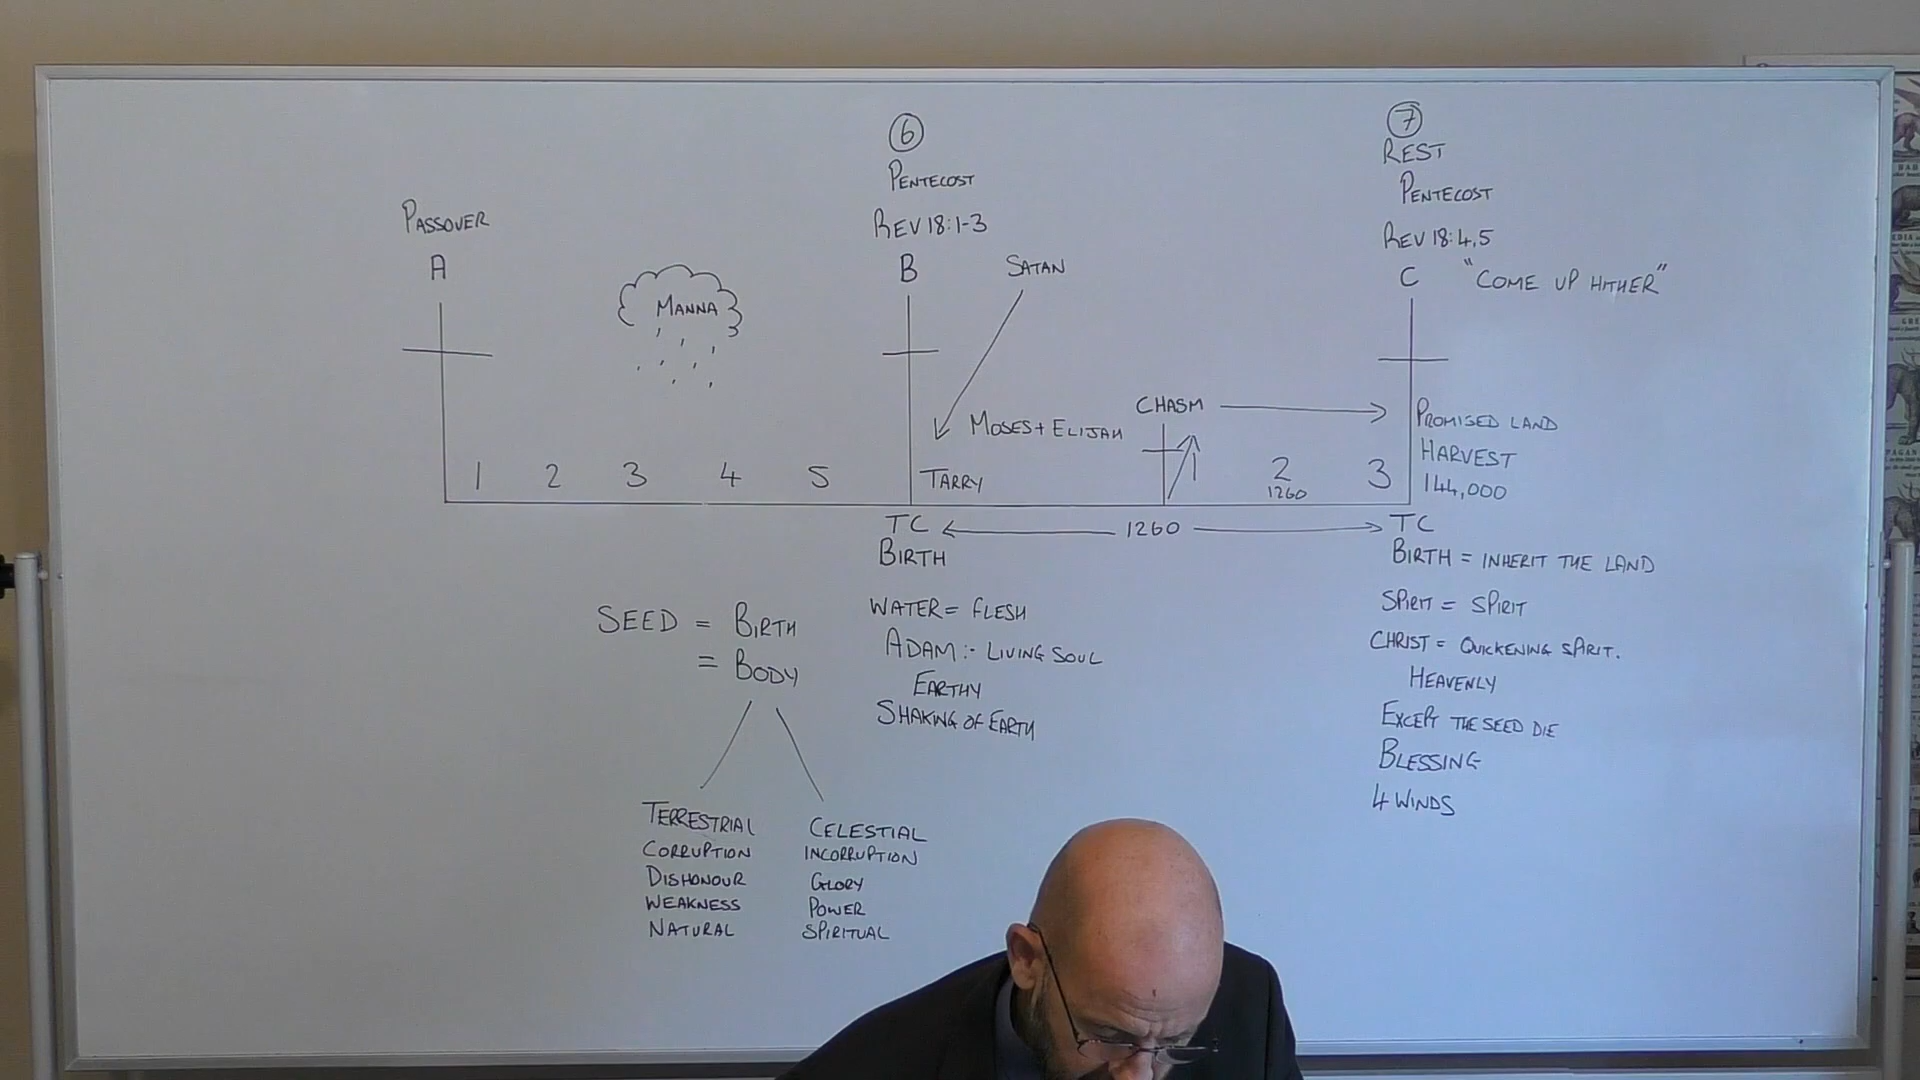 6
7
REST
PENTECOST
PENTECOST
PASSOVER
REV 18:1-3
REV 18:4,5
A
B
SATAN
C
"COME UP HITHER"
MANNA
CHASM
MOSES + ELIJAH
PROMISED LAND
HARVEST
1 2 3 4 5
TARRY
1 2 3
1260
144,000
TC
1260
TC
BIRTH
BIRTH = INHERIT THE LAND
SEED = BIRTH
= BODY
WATER = FLESH
ADAM :- LIVING SOUL
EARTHY
SHAKING OF EARTH
SPIRIT = SPIRIT
CHRIST = QUICKENING SPIRIT.
HEAVENLY
EXCEPT THE SEED DIE
BLESSING
4 WINDS
TERRESTRIAL
CORRUPTION
DISHONOUR
WEAKNESS
NATURAL
CELESTIAL
INCORRUPTION
GLORY
POWER
SPIRITUAL